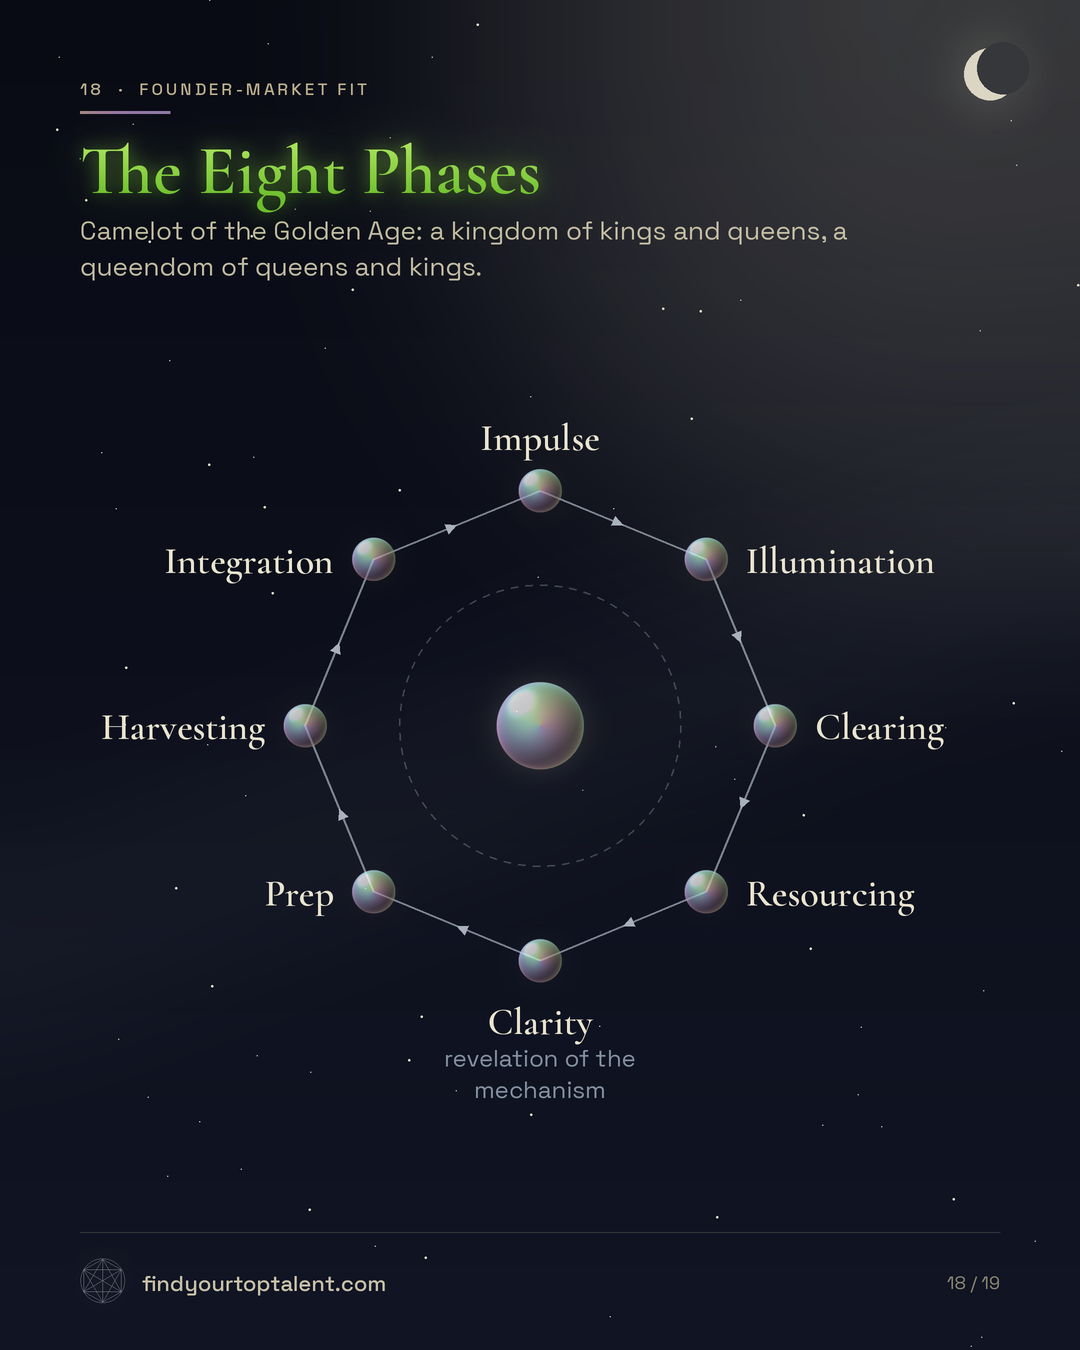 18 · FOUNDER-MARKET FIT
The Eight Phases
Camelot of the Golden Age: a kingdom of kings and queens, a
queendom of queens and kings.
Impulse
Integration
Illumination
Harvesting
Clearing
Prep
Resourcing
Clarity
revelation of the
mechanism
findyourtoptalent.com
18 / 19